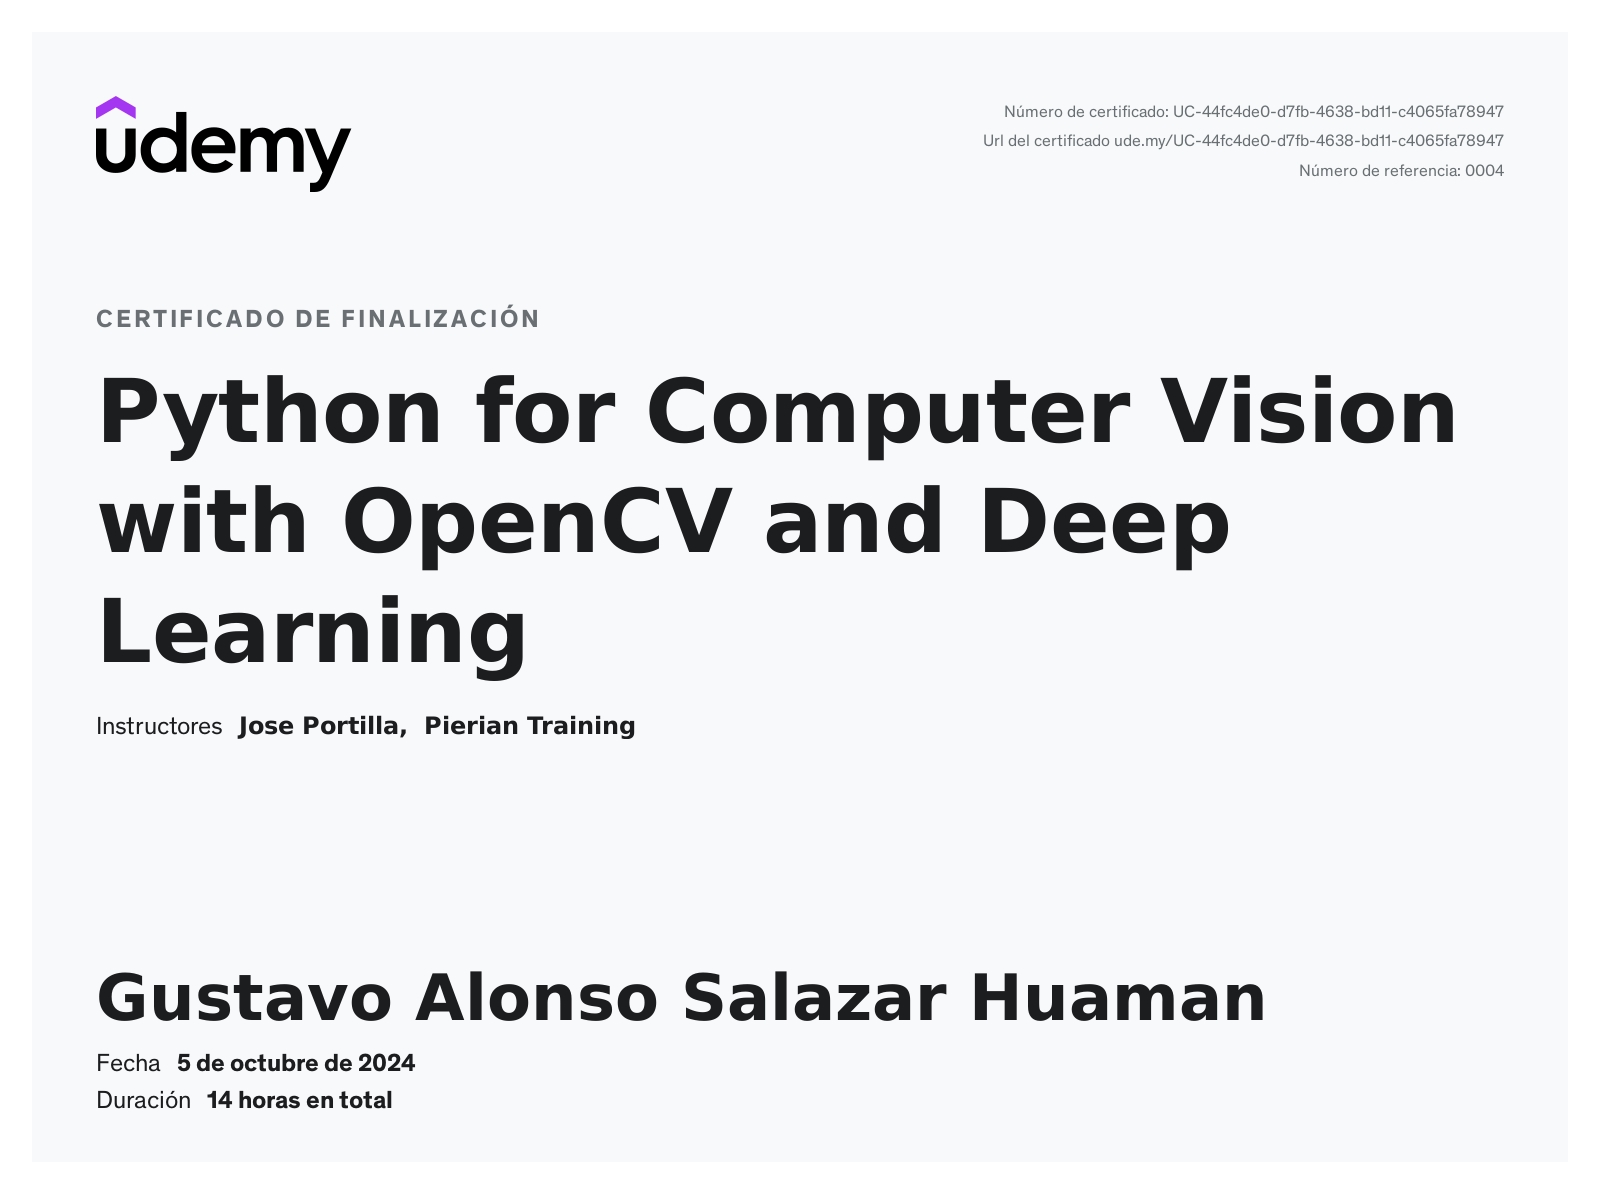 udemy
Número de certificado: UC-44fc4de0-d7fb-4638-bd11-c4065fa78947
Url del certificado ude.my/UC-44fc4de0-d7fb-4638-bd11-c4065fa78947
Número de referencia: 0004
CERTIFICADO DE FINALIZACIÓN
Python for Computer Vision
with OpenCV and Deep
Learning
Instructores Jose Portilla, Pierian Training
Gustavo Alonso Salazar Huaman
Fecha 5 de octubre de 2024
Duración 14 horas en total